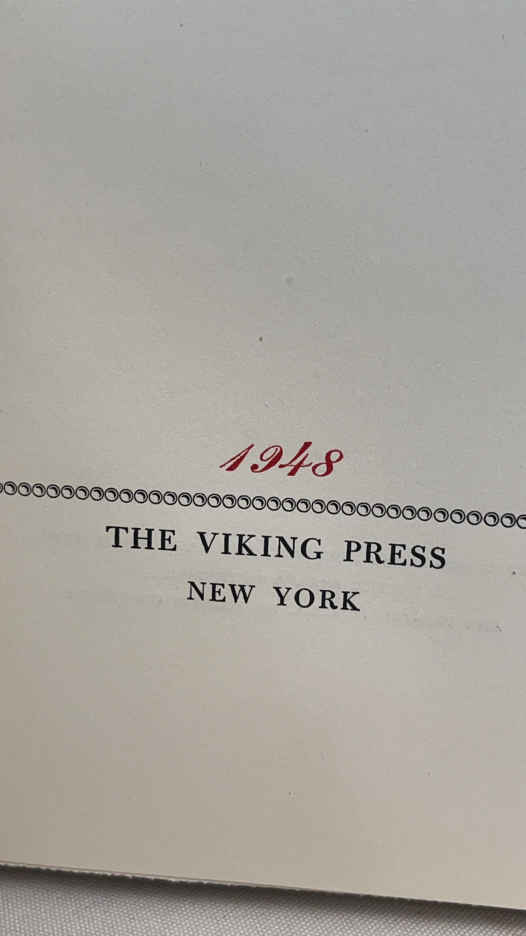 1948
THE VIKING PRESS
NEW YORK